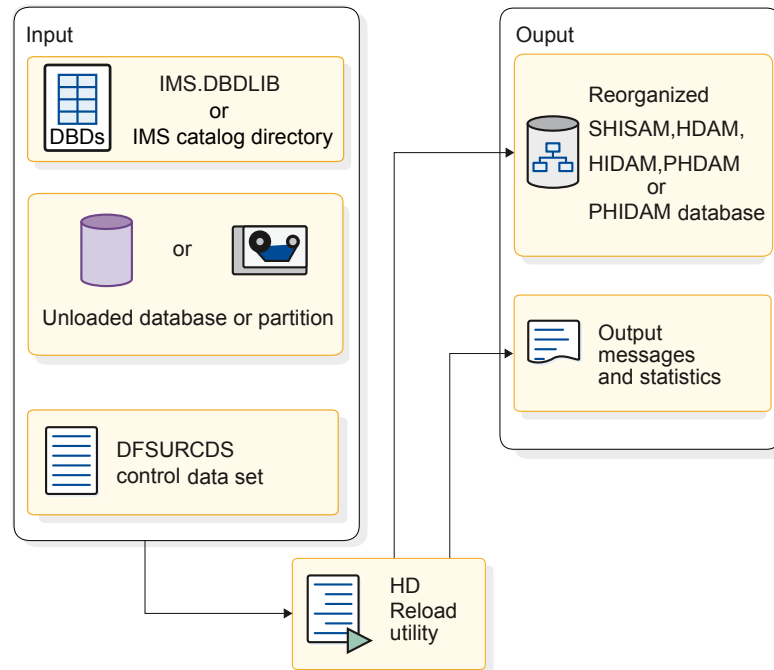 Input
DBDs
IMS.DBDLIB
or
IMS catalog directory
or
Unloaded database or partition
DFSURCDS
control data set
HD
Reload
utility
Ouput
Reorganized
SHISAM,HDAM,
HIDAM,PHDAM
or
PHIDAM database
Output
messages
and statistics